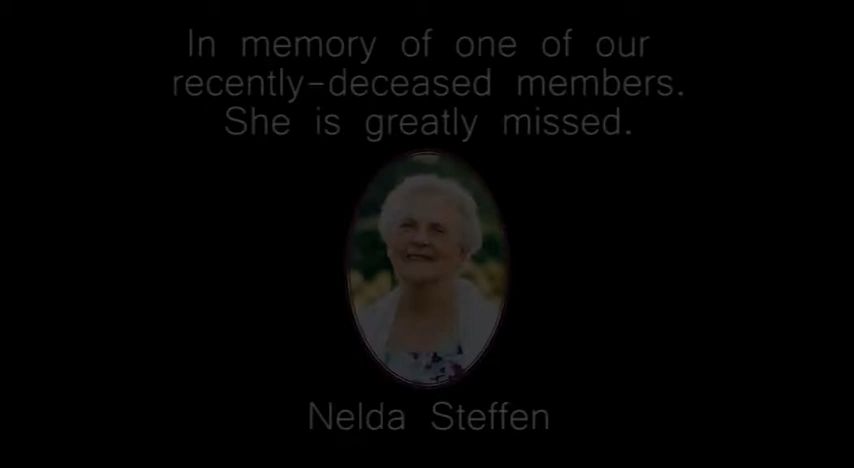 In memory of one of our
recently-deceased members.
She is greatly missed.
Nelda Steffen